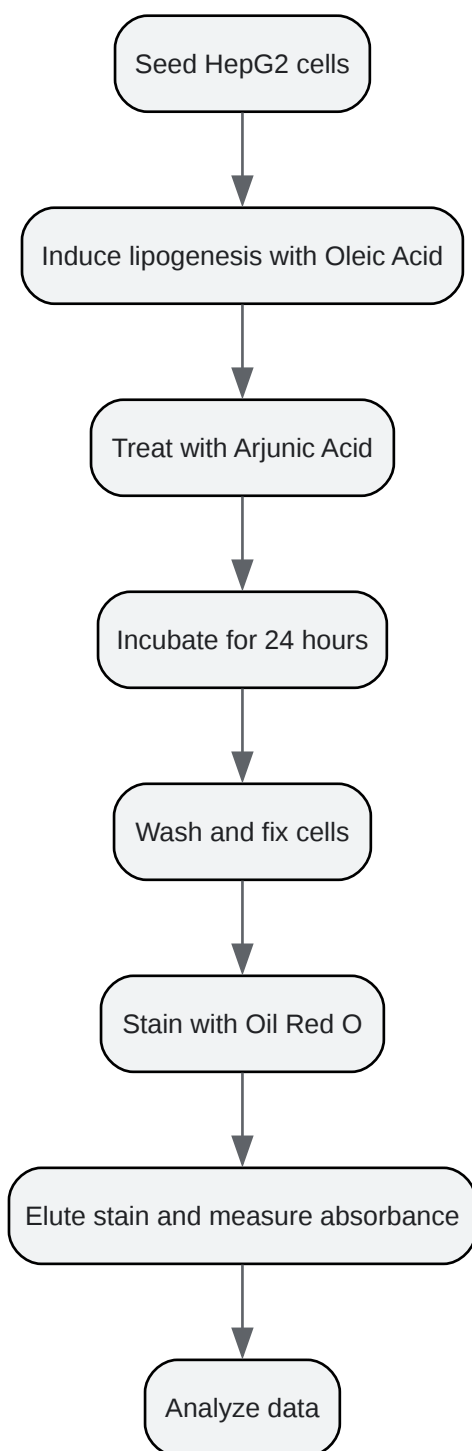 Seed HepG2 cells
Induce lipogenesis with Oleic Acid
Treat with Arjunic Acid
Incubate for 24 hours
Wash and fix cells
Stain with Oil Red O
Elute stain and measure absorbance
Analyze data